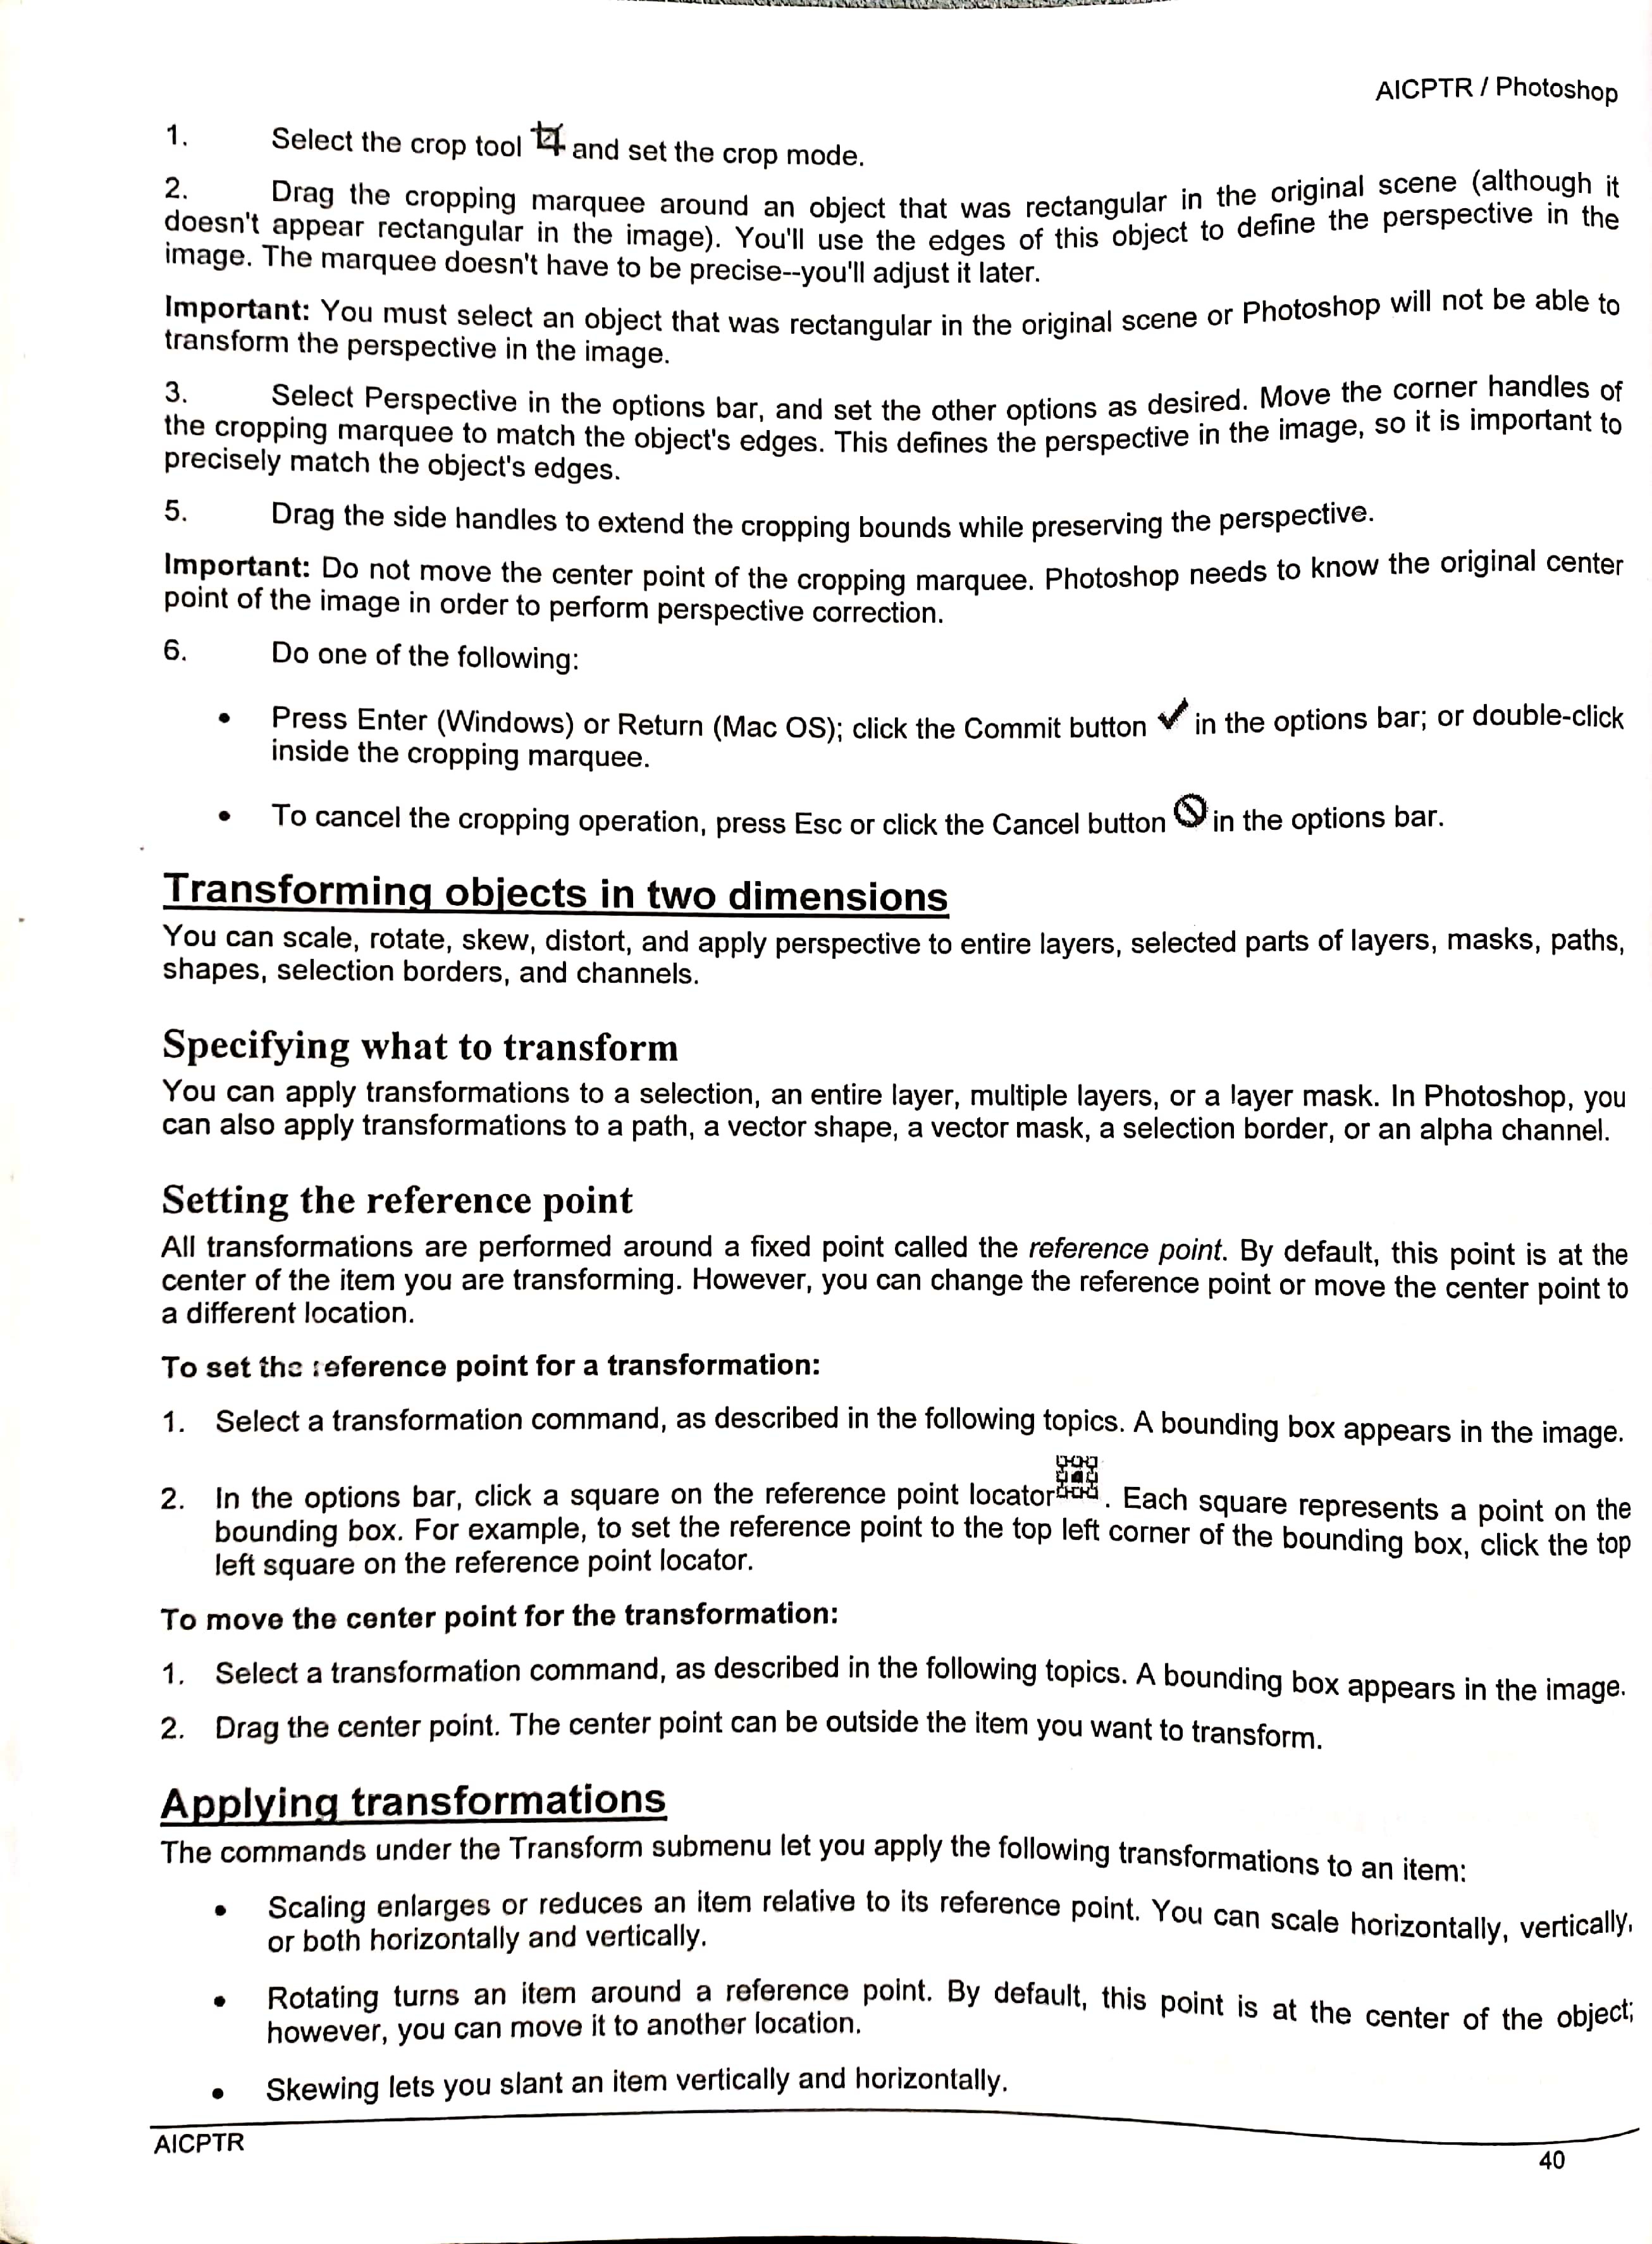 AICPTR / Photoshop
1. Select the crop tool and set the crop mode.
2. Drag the cropping marquee around an object that was rectangular in the original scene (although it
doesn't appear rectangular in the image). You'll use the edges of this object to define the perspective in the
image. The marquee doesn't have to be precise--you'll adjust it later.
Important: You must select an object that was rectangular in the original scene or Photoshop will not be able to
transform the perspective in the image.
3. Select Perspective in the options bar, and set the other options as desired. Move the corner handles of
the cropping marquee to match the object's edges. This defines the perspective in the image, so it is important to
precisely match the object's edges.
5. Drag the side handles to extend the cropping bounds while preserving the perspective.
Important: Do not move the center point of the cropping marquee. Photoshop needs to know the original center
point of the image in order to perform perspective correction.
6. Do one of the following:
• Press Enter (Windows) or Return (Mac OS); click the Commit button in the options bar; or double-click
inside the cropping marquee.
• To cancel the cropping operation, press Esc or click the Cancel button in the options bar.
Transforming objects in two dimensions
You can scale, rotate, skew, distort, and apply perspective to entire layers, selected parts of layers, masks, paths,
shapes, selection borders, and channels.
Specifying what to transform
You can apply transformations to a selection, an entire layer, multiple layers, or a layer mask. In Photoshop, you
can also apply transformations to a path, a vector shape, a vector mask, a selection border, or an alpha channel.
Setting the reference point
All transformations are performed around a fixed point called the reference point. By default, this point is at the
center of the item you are transforming. However, you can change the reference point or move the center point to
a different location.
To set the reference point for a transformation:
1. Select a transformation command, as described in the following topics. A bounding box appears in the image.
2. In the options bar, click a square on the reference point locator. Each square represents a point on the
bounding box. For example, to set the reference point to the top left corner of the bounding box, click the top
left square on the reference point locator.
To move the center point for the transformation:
1. Select a transformation command, as described in the following topics. A bounding box appears in the image.
2. Drag the center point. The center point can be outside the item you want to transform.
Applying transformations
The commands under the Transform submenu let you apply the following transformations to an item:
• Scaling enlarges or reduces an item relative to its reference point. You can scale horizontally, vertically,
or both horizontally and vertically.
• Rotating turns an item around a reference point. By default, this point is at the center of the object;
however, you can move it to another location.
• Skewing lets you slant an item vertically and horizontally.
AICPTR
40